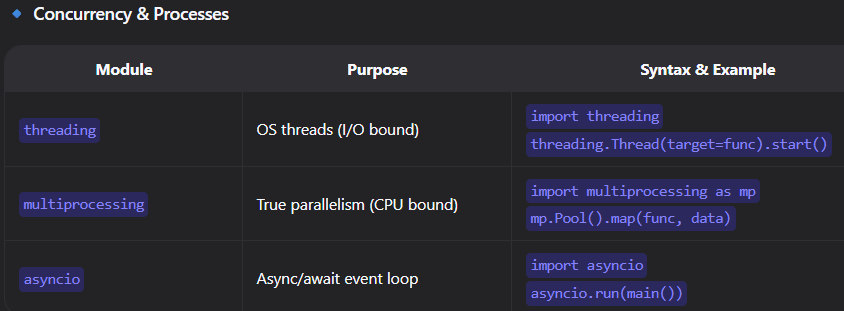 Concurrency & Processes
Module Purpose Syntax & Example
threading OS threads (I/O bound) import threading
threading.Thread(target=func).start()
multiprocessing True parallelism (CPU bound) import multiprocessing as mp
mp.Pool().map(func, data)
asyncio Async/await event loop import asyncio
asyncio.run(main())